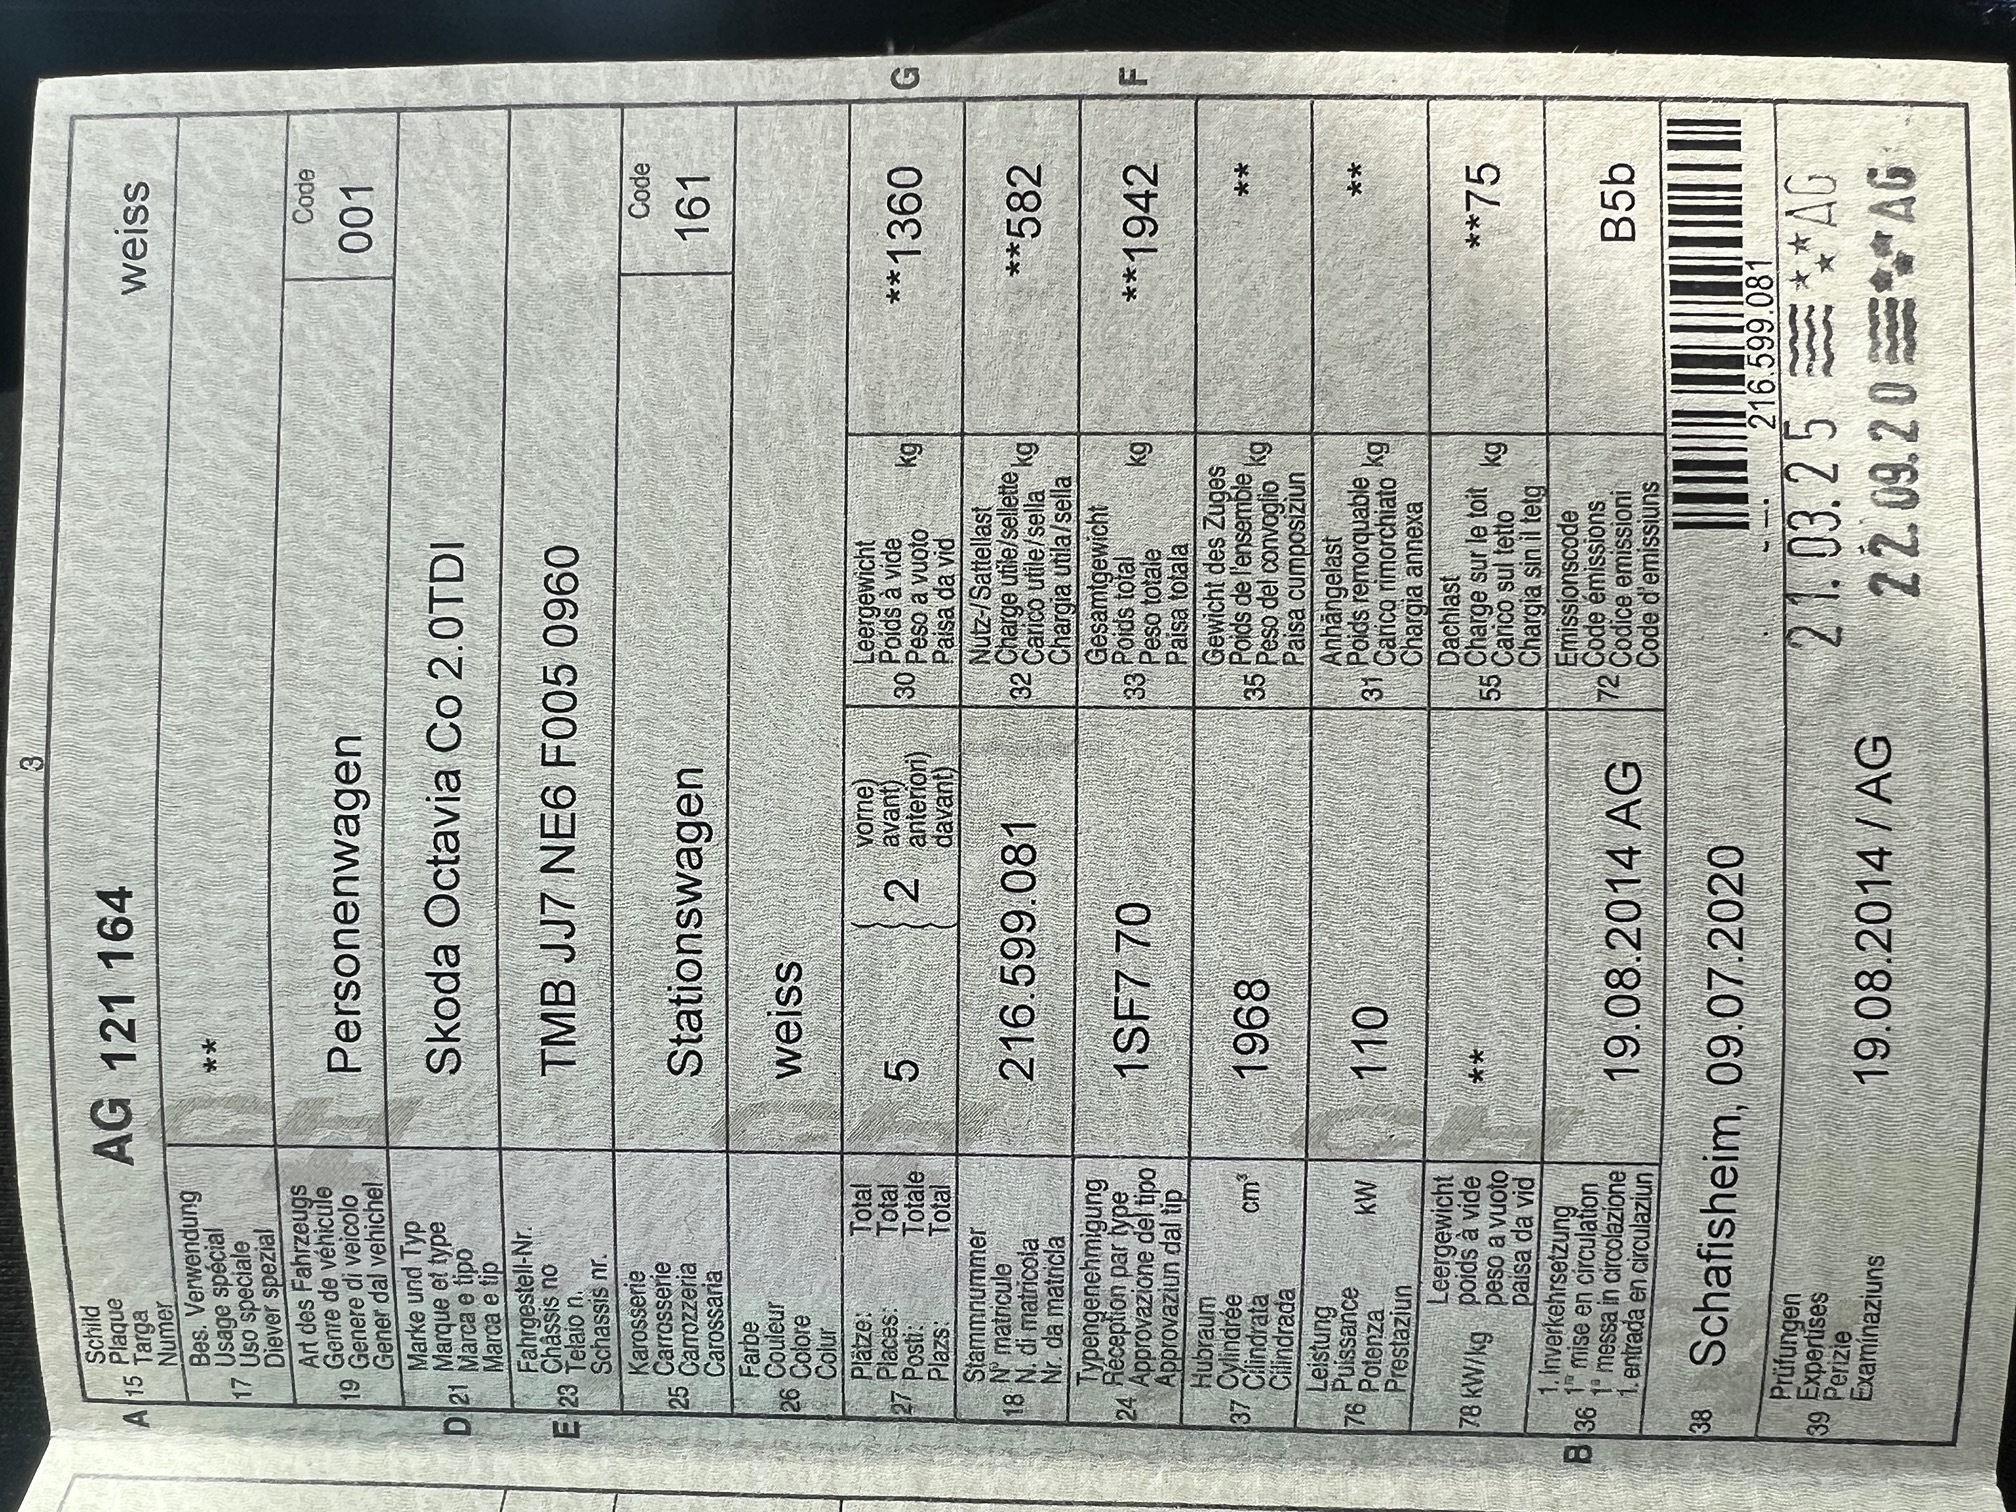 3
A 15 Schild
Plaque
Targa
Numer
AG 121 164 weiss
17 Bes. Verwendung
Usage spécial
Uso speciale
Diever spezial
**
19 Art des Fahrzeugs
Genre de véhicule
Genere di veicolo
Gener dal vehichel
Personenwagen
Code
001
D 21 Marke und Typ
Marque et type
Marca e tipo
Marca e tip
Skoda Octavia Co 2.0TDI
E 23 Fahrgestell-Nr.
Châssis no
Telaio n.
Schassis nr.
TMB JJ7 NE6 F005 0960
25 Karosserie
Carrosserie
Carrozzeria
Carossaria
Stationswagen
Code
161
26 Farbe
Couleur
Colore
Colur
weiss
27 Plätze: Total
Places: Total
Posti: Totale
Plazs: Total
5
2
vorne)
avant)
anteriori)
davant)
30 Leergewicht
Poids à vide
Peso a vuoto
Paisa da vid
kg
**1360
G
18 Stammnummer
N° matricule
N. di matricola
Nr. da matricla
216.599.081
32 Nutz-/Sattellast
Charge utile/sellette
Carico utile/sella
Chargia utila/sella
kg
**582
24 Typengenehmigung
Réception par type
Approvazione del tipo
Approvaziun dal tip
1SF7 70
33 Gesamtgewicht
Poids total
Peso totale
Paisa totala
kg
**1942
F
37 Hubraum
Cylindrée
Cilindrata
Cilindrada
cm³
1968
35 Gewicht des Zuges
Poids de l'ensemble
Peso del convoglio
Paisa cumposiziun
kg
**
76 Leistung
Puissance
Potenza
Prestaziun
kW
110
31 Anhängelast
Poids remorquable
Carico rimorchiato
Chargia annexa
kg
**
78 kW/kg Leergewicht
poids à vide
peso a vuoto
paisa da vid
**
55 Dachlast
Charge sur le toit
Carico sul tetto
Chargia sin il tetg
kg
**75
B 36 1. Inverkehrsetzung
1re mise en circulation
1a messa in circolazione
1. entrada en circulaziun
19.08.2014 AG
72 Emissionscode
Code émissions
Codice emissioni
Code d'emissiuns
B5b
38 Schafisheim, 09.07.2020
216.599.081
39 Prüfungen
Expertises
Perizie
Examinaziuns
21.03.25 **AG
19.08.2014 / AG
22.09.20 **AG